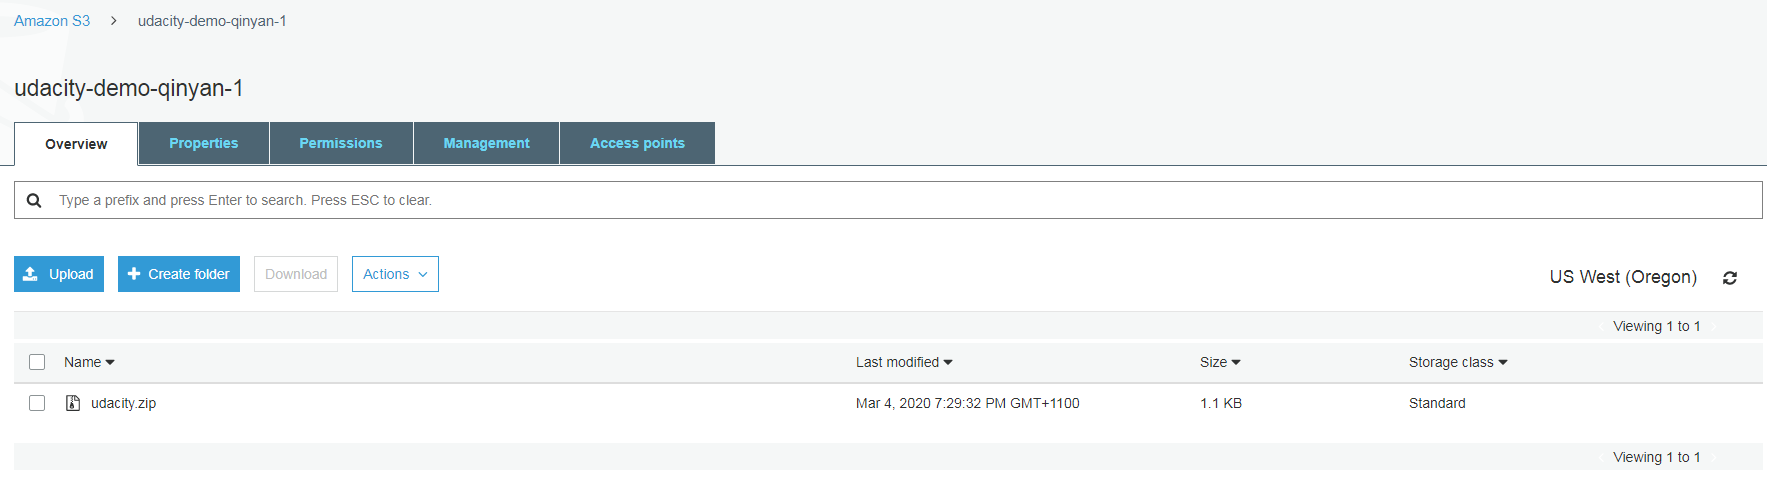 Amazon S3 > udacity-demo-qinyan-1
udacity-demo-qinyan-1
Overview Properties Permissions Management Access points
Type a prefix and press Enter to search. Press ESC to clear.
Upload Create folder Download Actions US West (Oregon)
Viewing 1 to 1
Name Last modified Size Storage class
udacity.zip Mar 4, 2020 7:29:32 PM GMT+1100 1.1 KB Standard
Viewing 1 to 1